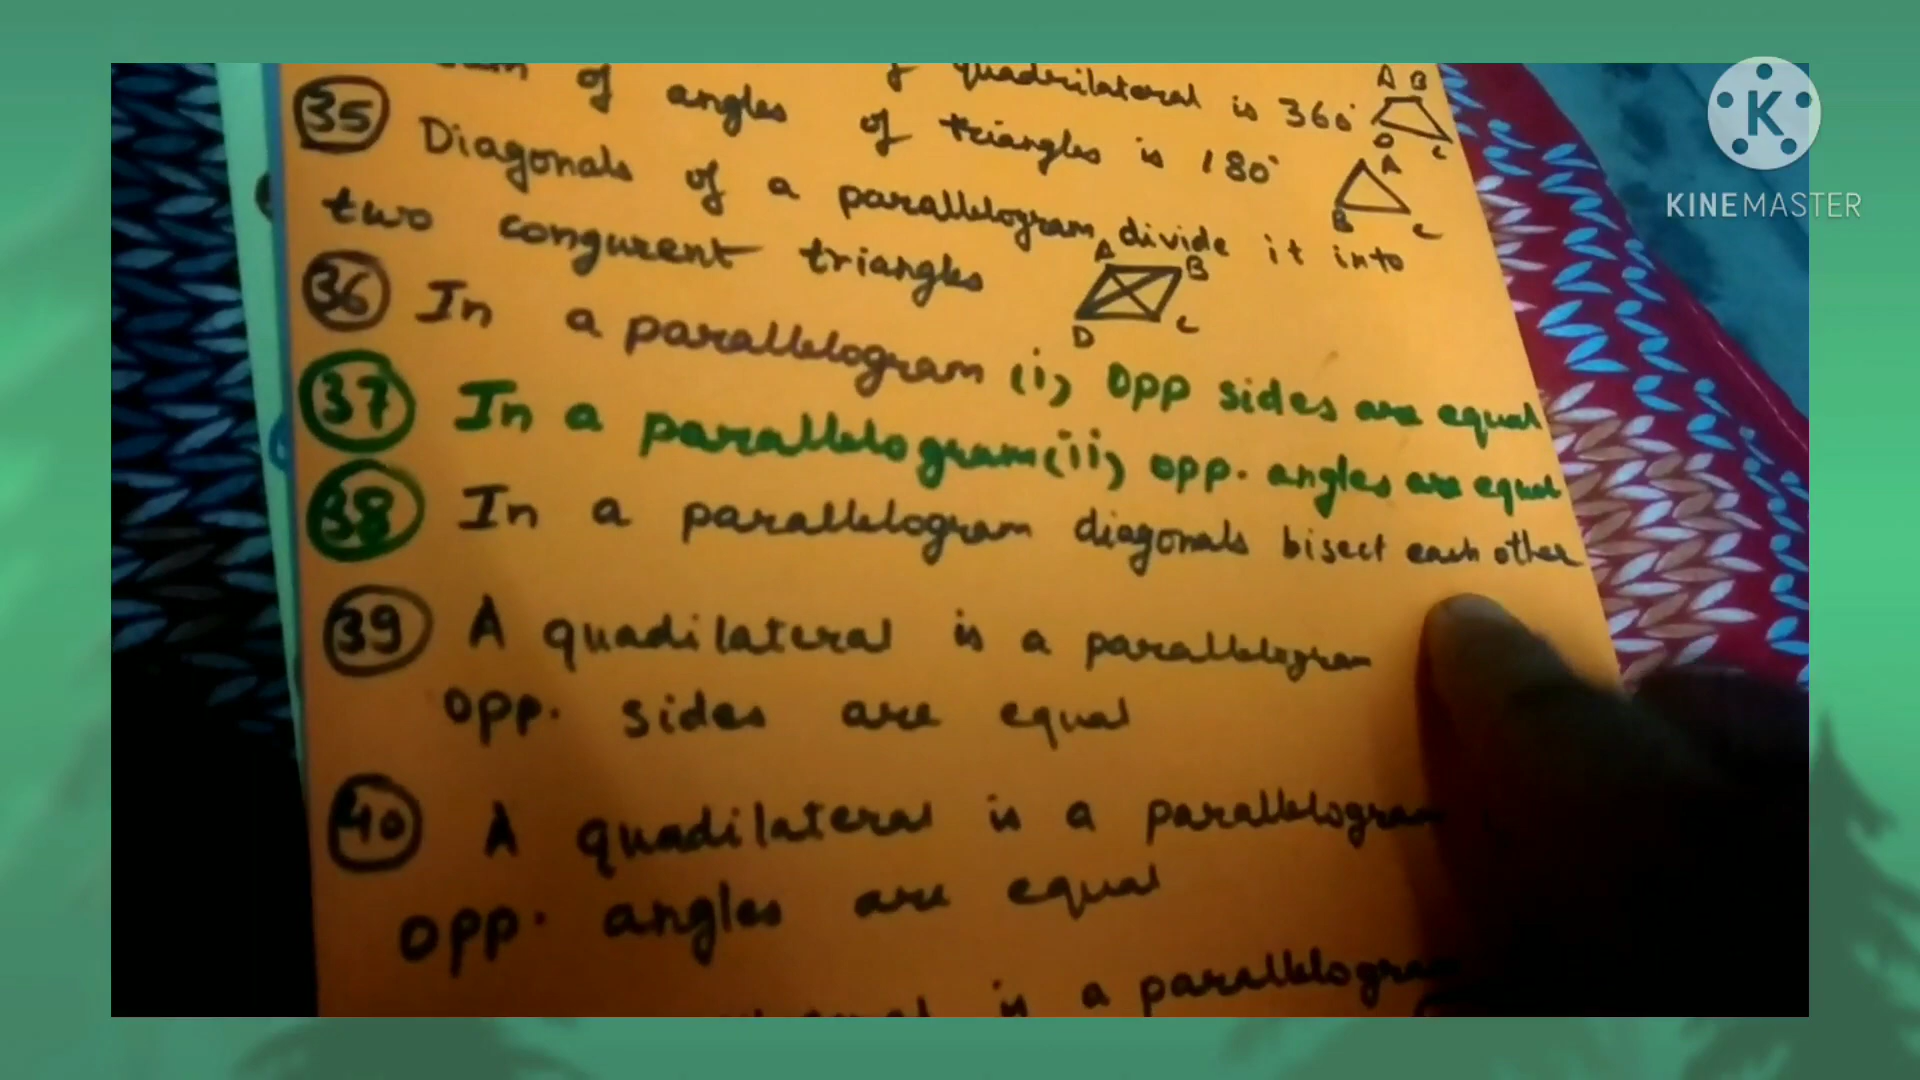 of quadrilateral is 360° A B
D C
of angles of triangles is 180° A
B C
35 Diagonals of a parallelogram divide it into
two congurent triangles A B
D C
36 In a parallelogram (i) Opp sides are equal
37 In a parallelogram (ii) opp. angles are equal
38 In a parallelogram diagonals bisect each other
39 A quadilateral is a parallelogram
opp. sides are equal
40 A quadilateral is a parallelogram
opp. angles are equal
is a parallelogram
K
KINEMASTER